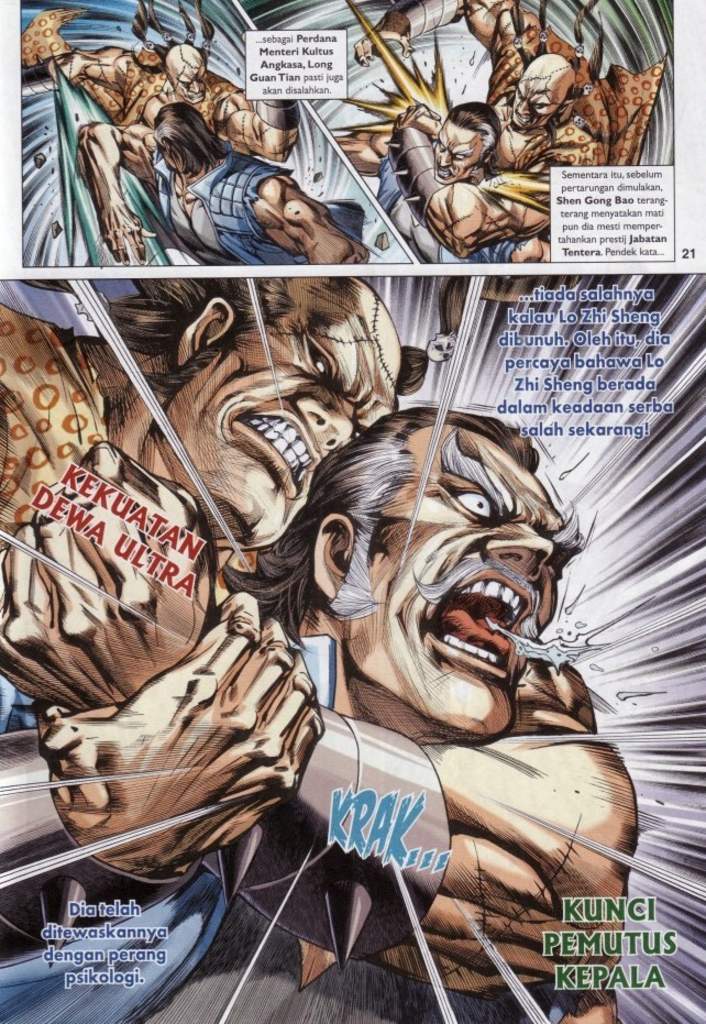 ...sebagai Perdana
Menteri Kultus
Angkasa, Long
Guan Tian pasti juga
akan disalahkan.
Sementara itu, sebelum
pertarungan dimulakan,
Shen Gong Bao terang-
terang menyatakan mati
pun dia mesti memper-
tahankan prestij Jabatan
Tentera. Pendek kata...
21
...tiada salahnya
kalau Lo Zhi Sheng
dibunuh. Oleh itu, dia
percaya bahawa Lo
Zhi Sheng berada
dalam keadaan serba
salah sekarang!
KEKUATAN
DEWA ULTRA
KRAK...
Dia telah
ditewaskannya
dengan perang
psikologi.
KUNCI
PEMUTUS
KEPALA